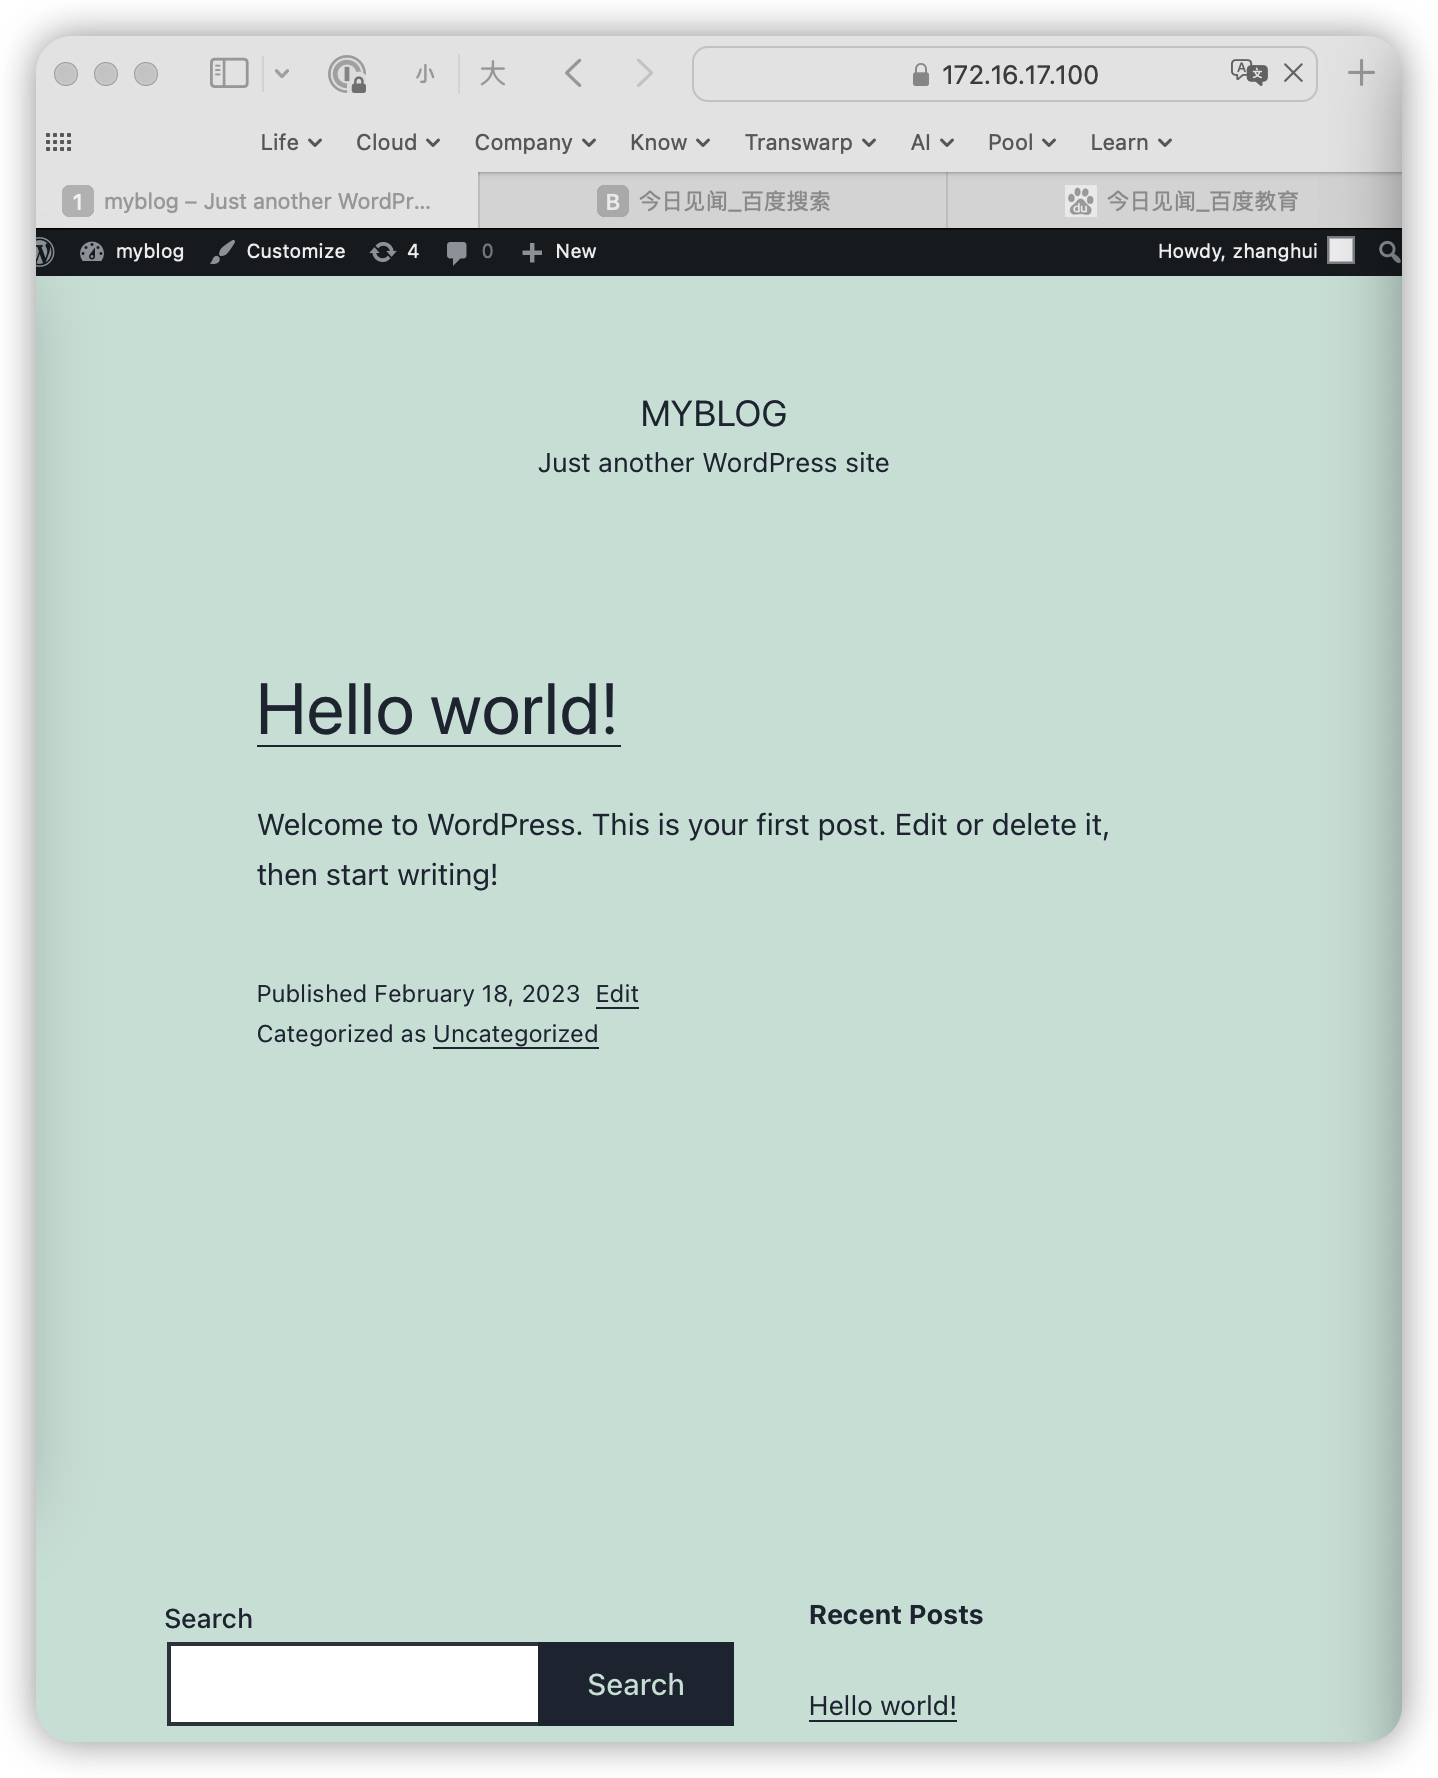 小 大 172.16.17.100
Life Cloud Company Know Transwarp AI Pool Learn
1 myblog – Just another WordPr... B 今日见闻_百度搜索 du 今日见闻_百度教育
myblog Customize 4 0 New Howdy, zhanghui
MYBLOG
Just another WordPress site
Hello world!
Welcome to WordPress. This is your first post. Edit or delete it,
then start writing!
Published February 18, 2023 Edit
Categorized as Uncategorized
Search
Search
Recent Posts
Hello world!